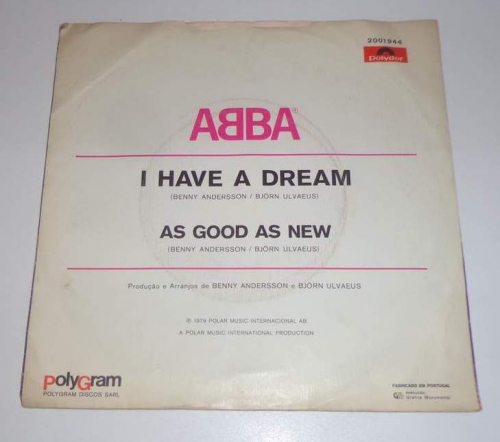 2001944
Polydor
ABBA®
I HAVE A DREAM
(BENNY ANDERSSON / BJÖRN ULVAEUS)
AS GOOD AS NEW
(BENNY ANDERSSON / BJÖRN ULVAEUS)
Produção e Arranjos de BENNY ANDERSSON e BJÖRN ULVAEUS
℗ 1979 POLAR MUSIC INTERNACIONAL AB
A POLAR MUSIC INTERNATIONAL PRODUCTION
polyGram
POLYGRAM DISCOS SARL
FABRICADO EM PORTUGAL
Gráfica Monumental